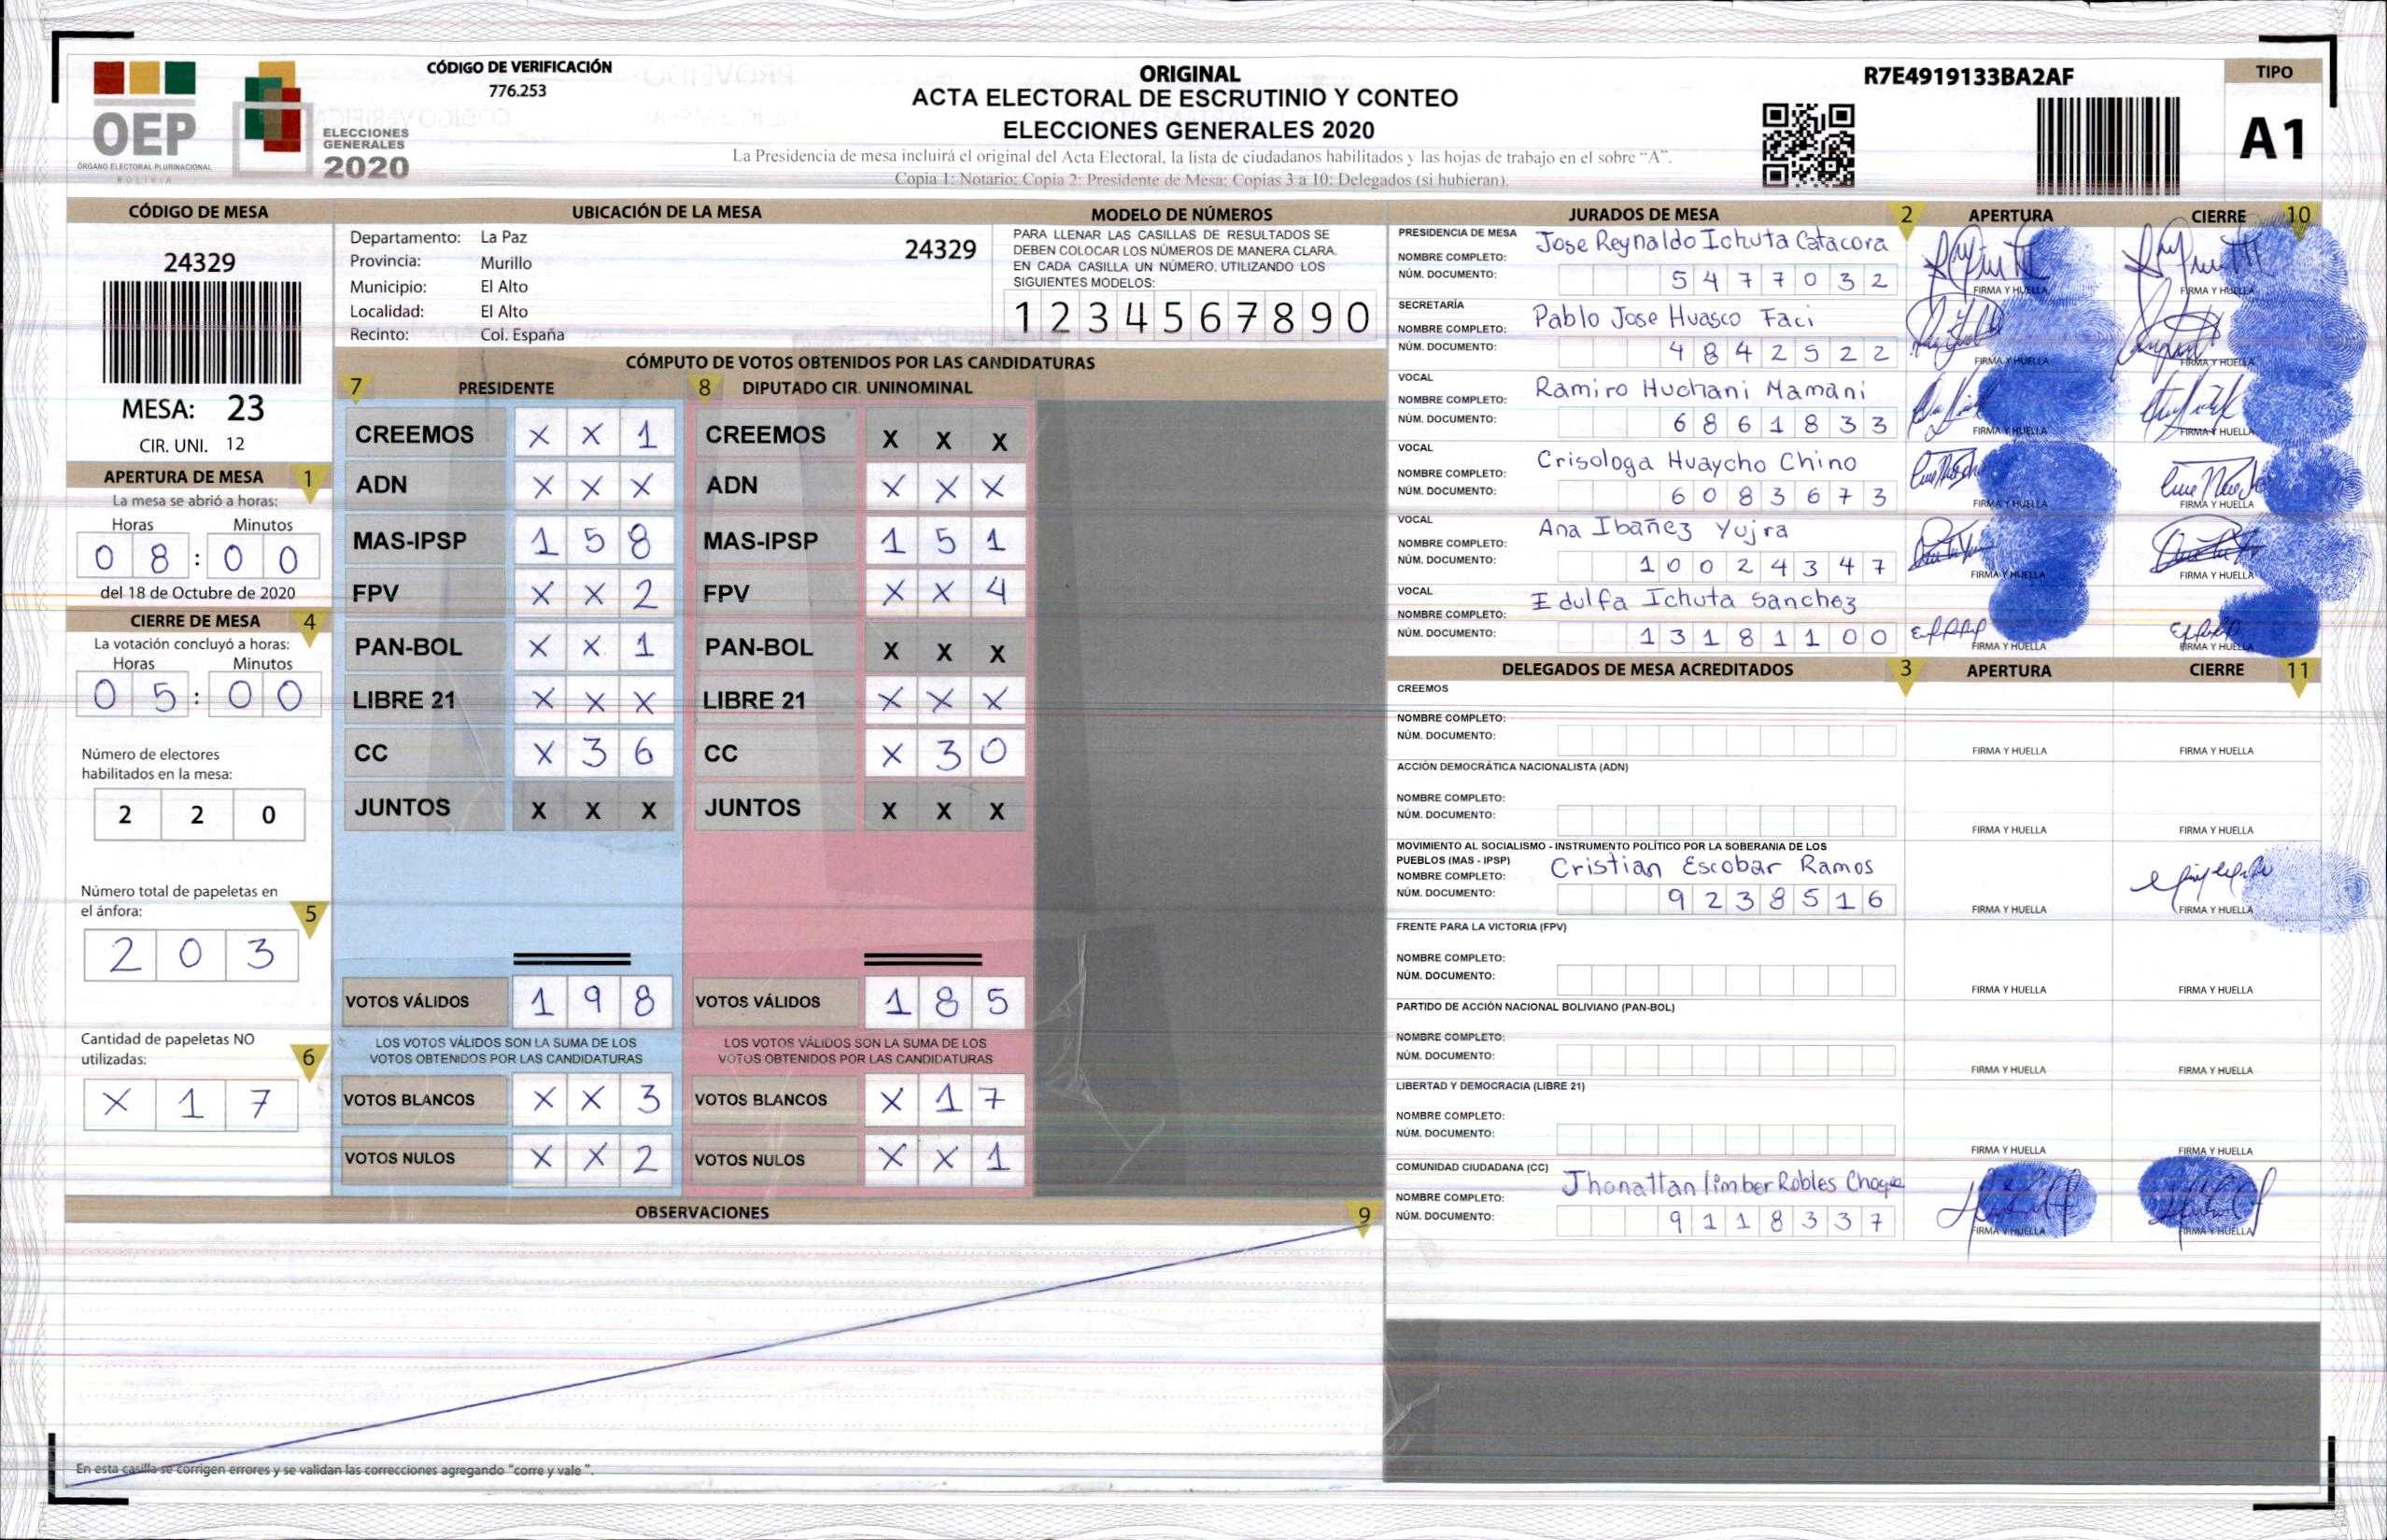 CÓDIGO DE VERIFICACIÓN
776.253
OEP
ÓRGANO ELECTORAL PLURINACIONAL
BOLIVIA
ELECCIONES
GENERALES
2020
ORIGINAL
ACTA ELECTORAL DE ESCRUTINIO Y CONTEO
ELECCIONES GENERALES 2020
La Presidencia de mesa incluirá el original del Acta Electoral, la lista de ciudadanos habilitados y las hojas de trabajo en el sobre “A”.
Copia 1: Notario; Copia 2: Presidente de Mesa; Copias 3 a 10: Delegados (si hubieran).
R7E4919133BA2AF
TIPO
A1
CÓDIGO DE MESA
24329
MESA: 23
CIR. UNI. 12
APERTURA DE MESA 1
La mesa se abrió a horas:
Horas Minutos
0 8 : 0 0
del 18 de Octubre de 2020
CIERRE DE MESA 4
La votación concluyó a horas:
Horas Minutos
0 5 : 0 0
Número de electores
habilitados en la mesa:
2 2 0
Número total de papeletas en
el ánfora: 5
2 0 3
Cantidad de papeletas NO
utilizadas: 6
X 1 7
UBICACIÓN DE LA MESA
Departamento: La Paz 24329
Provincia: Murillo
Municipio: El Alto
Localidad: El Alto
Recinto: Col. España
MODELO DE NÚMEROS
PARA LLENAR LAS CASILLAS DE RESULTADOS SE
DEBEN COLOCAR LOS NÚMEROS DE MANERA CLARA.
EN CADA CASILLA UN NÚMERO, UTILIZANDO LOS
SIGUIENTES MODELOS:
1 2 3 4 5 6 7 8 9 0
CÓMPUTO DE VOTOS OBTENIDOS POR LAS CANDIDATURAS
7 PRESIDENTE 8 DIPUTADO CIR. UNINOMINAL
CREEMOS X X 1 CREEMOS X X X
ADN X X X ADN X X X
MAS-IPSP 1 5 8 MAS-IPSP 1 5 1
FPV X X 2 FPV X X 4
PAN-BOL X X 1 PAN-BOL X X X
LIBRE 21 X X X LIBRE 21 X X X
CC X 3 6 CC X 3 0
JUNTOS X X X JUNTOS X X X
VOTOS VÁLIDOS 1 9 8 VOTOS VÁLIDOS 1 8 5
LOS VOTOS VÁLIDOS SON LA SUMA DE LOS LOS VOTOS VÁLIDOS SON LA SUMA DE LOS
VOTOS OBTENIDOS POR LAS CANDIDATURAS VOTOS OBTENIDOS POR LAS CANDIDATURAS
VOTOS BLANCOS X X 3 VOTOS BLANCOS X 1 7
VOTOS NULOS X X 2 VOTOS NULOS X X 1
OBSERVACIONES 9
En esta casilla se corrigen errores y se validan las correcciones agregando "corre y vale ".
JURADOS DE MESA 2 APERTURA CIERRE 10
PRESIDENCIA DE MESA
NOMBRE COMPLETO: Jose Reynaldo Ichuta Catacora
NÚM. DOCUMENTO: 5 4 7 7 0 3 2
FIRMA Y HUELLA FIRMA Y HUELLA
SECRETARÍA
NOMBRE COMPLETO: Pablo Jose Huasco Faci
NÚM. DOCUMENTO: 4 8 4 2 5 2 2
FIRMA Y HUELLA FIRMA Y HUELLA
VOCAL
NOMBRE COMPLETO: Ramiro Huchani Mamani
NÚM. DOCUMENTO: 6 8 6 1 8 3 3
FIRMA Y HUELLA FIRMA Y HUELLA
VOCAL
NOMBRE COMPLETO: Crisologa Huaycho Chino
NÚM. DOCUMENTO: 6 0 8 3 6 7 3
FIRMA Y HUELLA FIRMA Y HUELLA
VOCAL
NOMBRE COMPLETO: Ana Ibañez Yujra
NÚM. DOCUMENTO: 1 0 0 2 4 3 4 7
FIRMA Y HUELLA FIRMA Y HUELLA
VOCAL
NOMBRE COMPLETO: Edulfa Ichuta Sanchez
NÚM. DOCUMENTO: 1 3 1 8 1 1 0 0
FIRMA Y HUELLA FIRMA Y HUELLA
DELEGADOS DE MESA ACREDITADOS 3 APERTURA CIERRE 11
CREEMOS
NOMBRE COMPLETO:
NÚM. DOCUMENTO:
FIRMA Y HUELLA FIRMA Y HUELLA
ACCIÓN DEMOCRÁTICA NACIONALISTA (ADN)
NOMBRE COMPLETO:
NÚM. DOCUMENTO:
FIRMA Y HUELLA FIRMA Y HUELLA
MOVIMIENTO AL SOCIALISMO - INSTRUMENTO POLÍTICO POR LA SOBERANIA DE LOS
PUEBLOS (MAS - IPSP)
NOMBRE COMPLETO: Cristian Escobar Ramos
NÚM. DOCUMENTO: 9 2 3 8 5 1 6
FIRMA Y HUELLA FIRMA Y HUELLA
FRENTE PARA LA VICTORIA (FPV)
NOMBRE COMPLETO:
NÚM. DOCUMENTO:
FIRMA Y HUELLA FIRMA Y HUELLA
PARTIDO DE ACCIÓN NACIONAL BOLIVIANO (PAN-BOL)
NOMBRE COMPLETO:
NÚM. DOCUMENTO:
FIRMA Y HUELLA FIRMA Y HUELLA
LIBERTAD Y DEMOCRACIA (LIBRE 21)
NOMBRE COMPLETO:
NÚM. DOCUMENTO:
FIRMA Y HUELLA FIRMA Y HUELLA
COMUNIDAD CIUDADANA (CC)
NOMBRE COMPLETO: Jhonattan limber Robles Choque
NÚM. DOCUMENTO: 9 1 1 8 3 3 7
FIRMA Y HUELLA FIRMA Y HUELLA